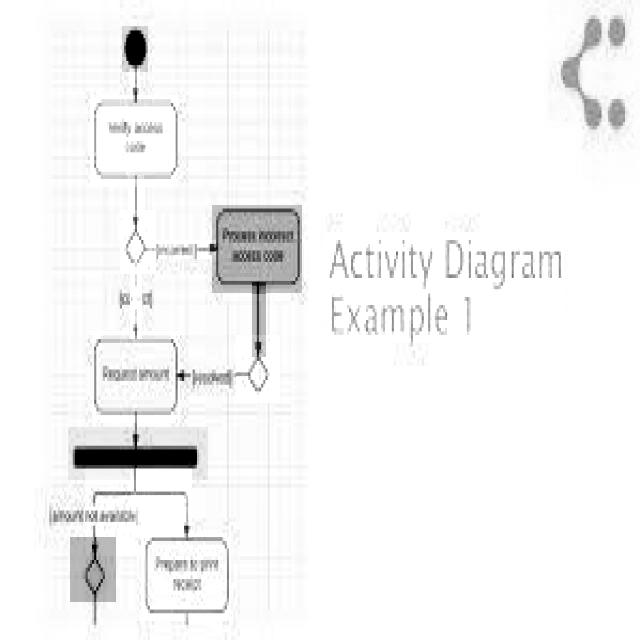 Verify access
code
[incorrect]
Process incorrect
access code
Activity Diagram
Example 1
Request amount
[resolved]
[amount not available]
Prepare to print
receipt